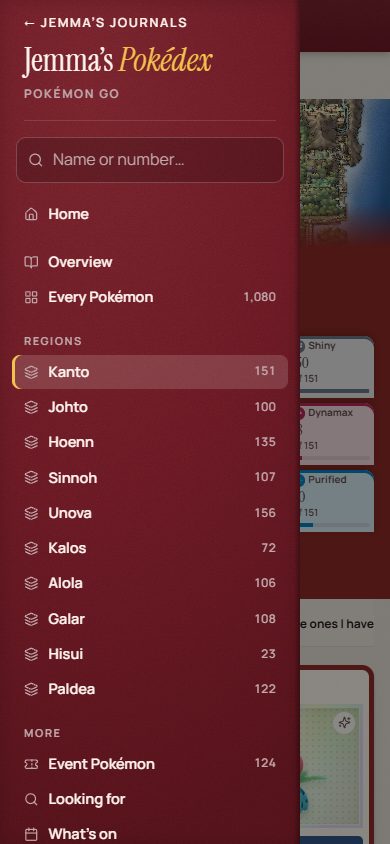 ← JEMMA'S JOURNALS
Jemma's Pokédex
POKÉMON GO
Name or number…
Home
Overview
Every Pokémon 1,080
REGIONS
Kanto 151
Johto 100
Hoenn 135
Sinnoh 107
Unova 156
Kalos 72
Alola 106
Galar 108
Hisui 23
Paldea 122
MORE
Event Pokémon 124
Looking for
What's on
Shiny
/ 151
Dynamax
/ 151
Purified
/ 151
ones I have